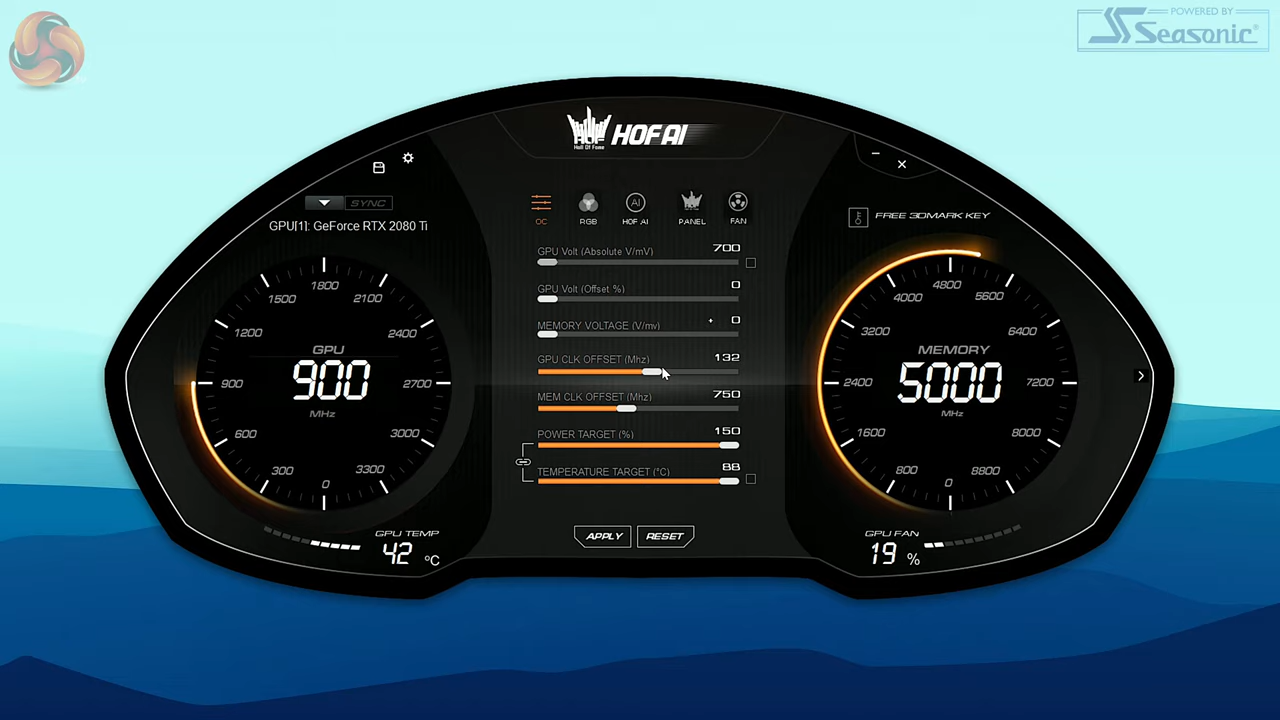 POWERED BY
Seasonic
HOF
Hall Of Fame
HOF AI
SYNC
GPU[1]: GeForce RTX 2080 Ti
OC
RGB
AI
HOF AI
PANEL
FAN
FREE 3DMARK KEY
GPU Volt (Absolute V/mV) 700
GPU Volt (Offset %) 0
MEMORY VOLTAGE (V/mv) + 0
GPU CLK OFFSET (Mhz) 132
MEM CLK OFFSET (Mhz) 750
POWER TARGET (%) 150
TEMPERATURE TARGET (°C) 88
APPLY
RESET
0
300
600
900
1200
1500
1800
2100
2400
2700
3000
3300
GPU
900
MHz
GPU TEMP
42 °C
0
800
1600
2400
3200
4000
4800
5600
6400
7200
8000
8800
MEMORY
5000
MHz
GPU FAN
19 %